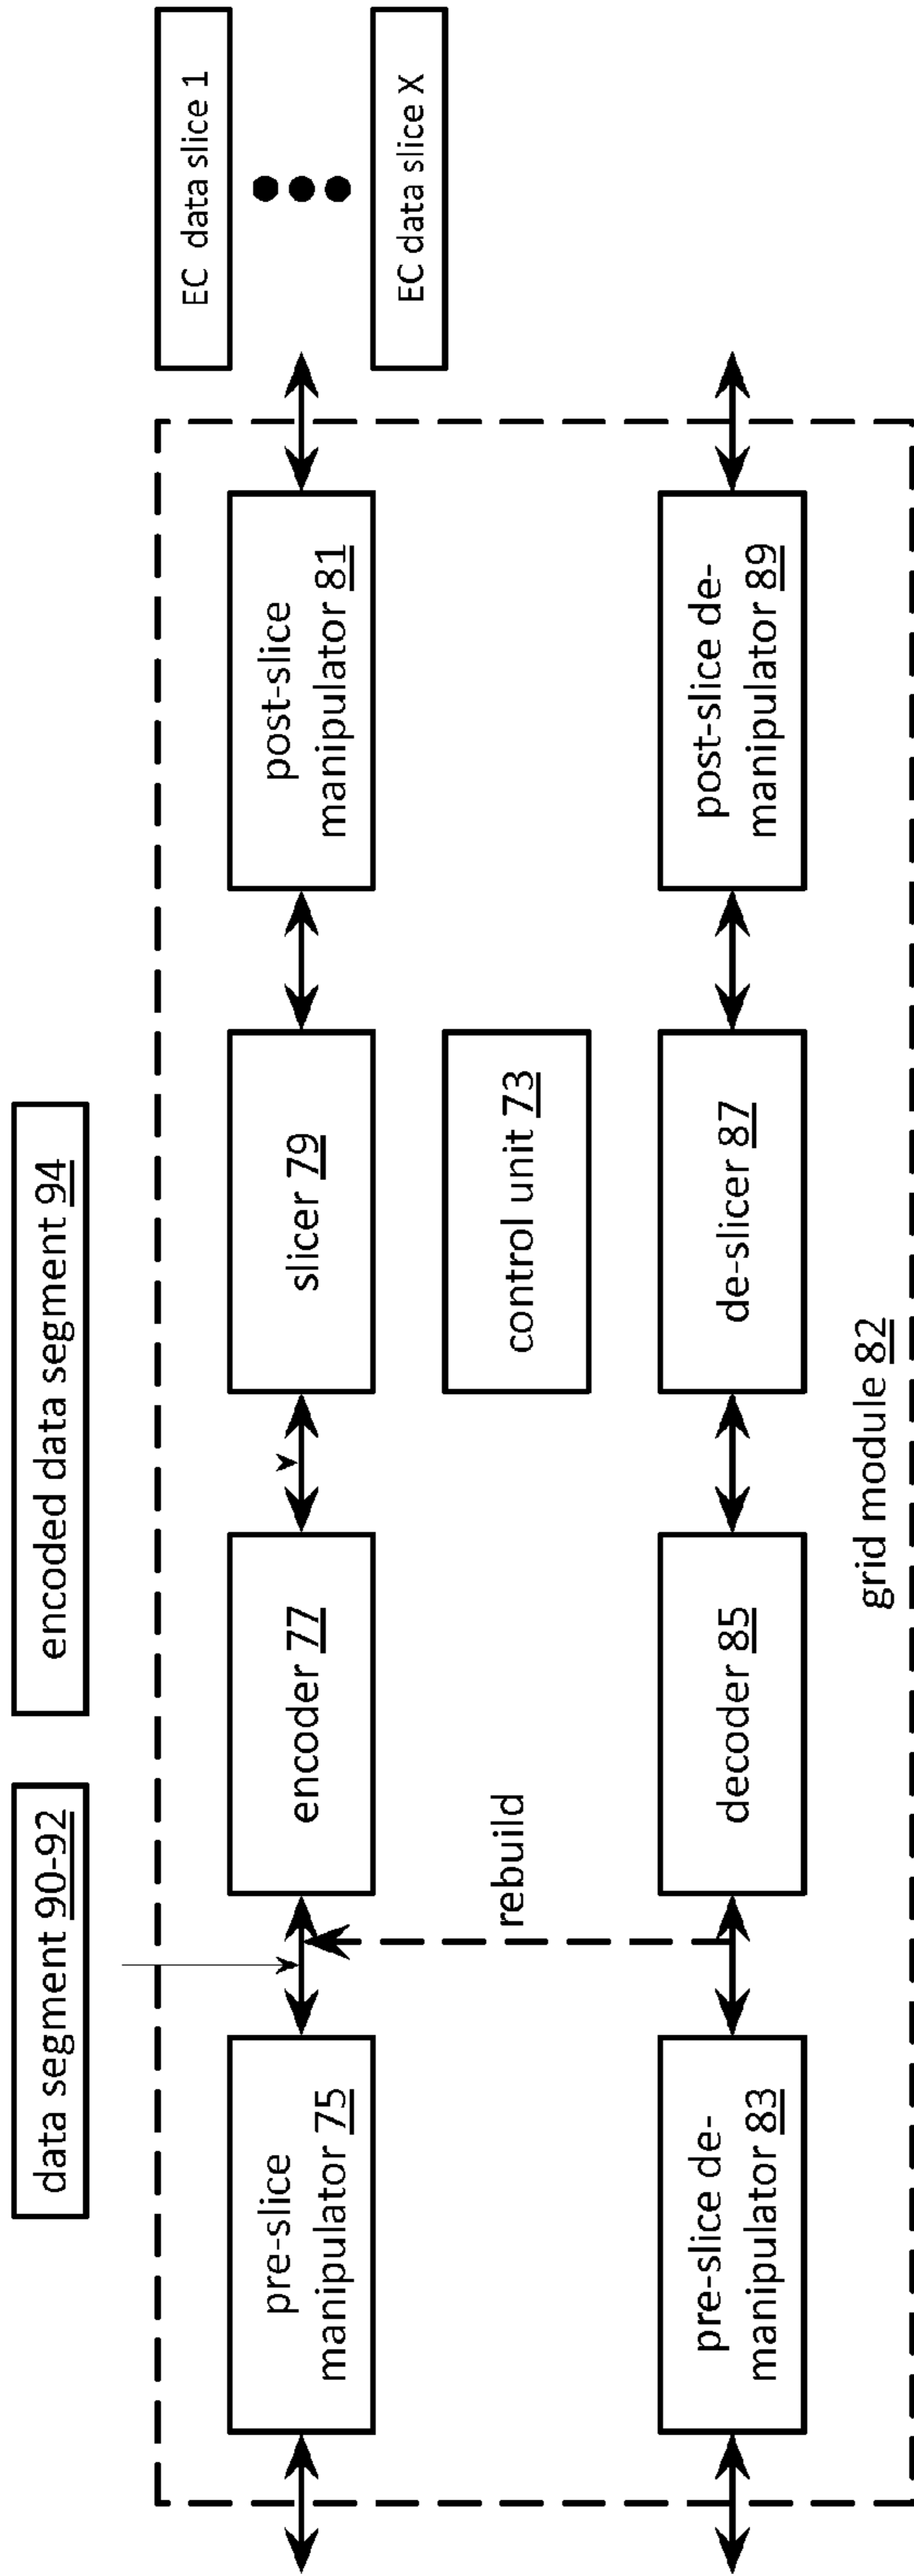 data segment 90-92
encoded data segment 94
pre-slice
manipulator 75
encoder 77
slicer 79
post-slice
manipulator 81
EC data slice 1
EC data slice X
rebuild
control unit 73
pre-slice de-
manipulator 83
decoder 85
de-slicer 87
post-slice de-
manipulator 89
grid module 82